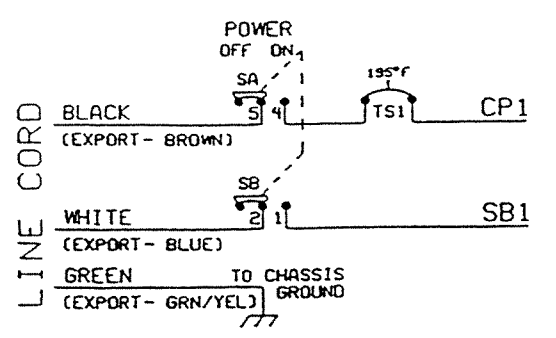 POWER
OFF ON
SA
195°F
BLACK
5 4
TS1
CP1
(EXPORT- BROWN)
LINE CORD
SB
WHITE
2 1
SB1
(EXPORT- BLUE)
GREEN
TO CHASSIS
GROUND
(EXPORT- GRN/YEL)